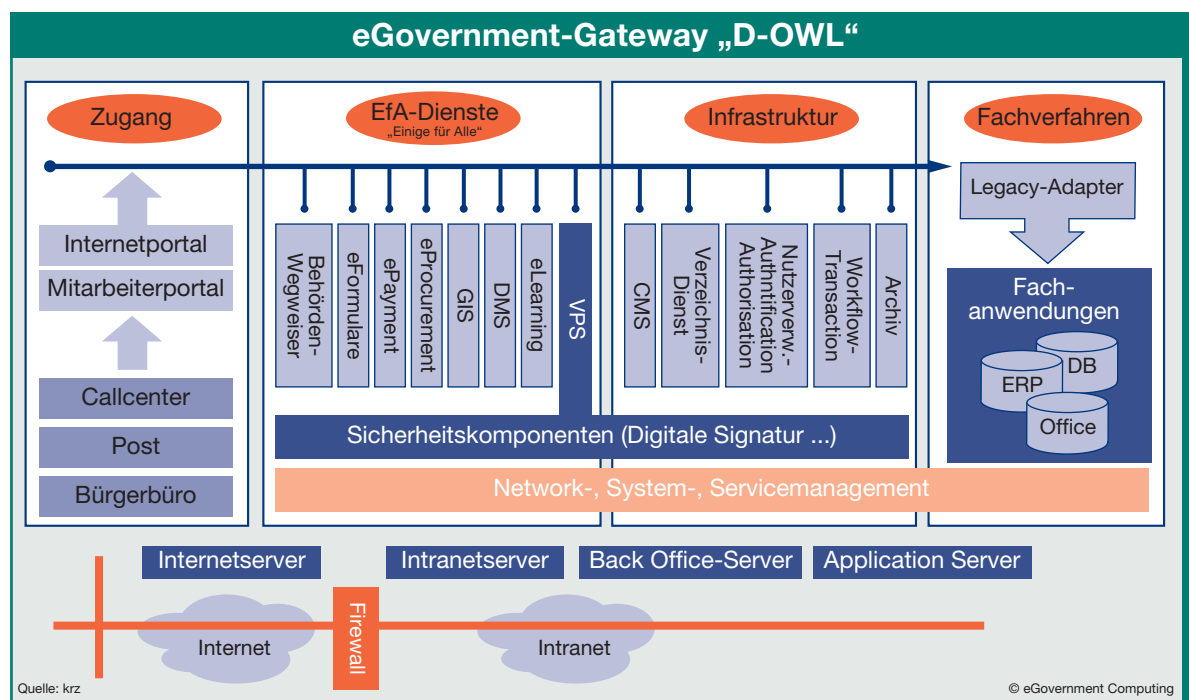 eGovernment-Gateway „D-OWL“
Zugang
Internetportal
Mitarbeiterportal
Callcenter
Post
Bürgerbüro
EfA-Dienste
„Einige für Alle“
Behörden-
Wegweiser
eFormulare
ePayment
eProcurement
GIS
DMS
eLearning
VPS
Infrastruktur
CMS
Verzeichnis-
Dienst
Nutzerverw.-
Authntification
Authorisation
Workflow-
Transaction
Archiv
Fachverfahren
Legacy-Adapter
Fach-
anwendungen
DB
ERP
Office
Sicherheitskomponenten (Digitale Signatur ...)
Network-, System-, Servicemanagement
Internetserver
Intranetserver
Back Office-Server
Application Server
Internet
Firewall
Intranet
Quelle: krz
© eGovernment Computing